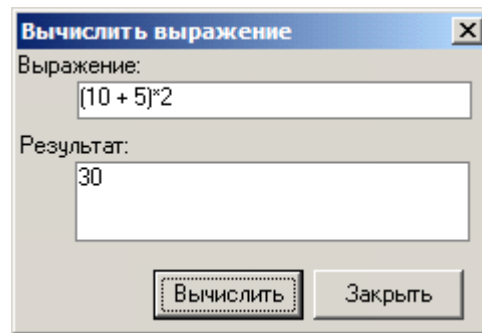 Вычислить выражение
Выражение:
(10 + 5)*2
Результат:
30
Вычислить
Закрыть